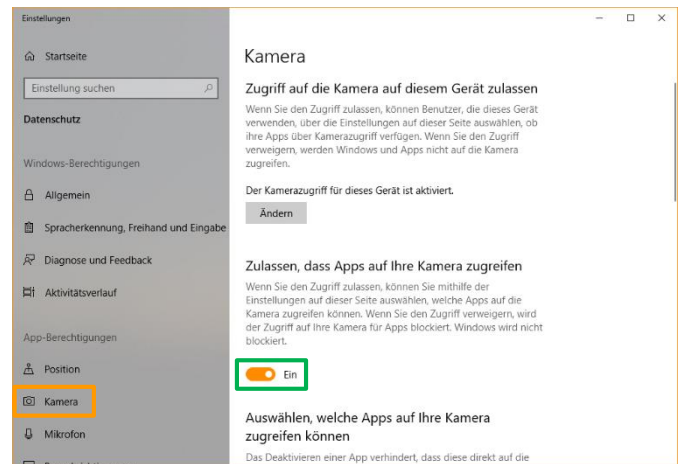 Einstellungen
Startseite
Einstellung suchen
Datenschutz
Windows-Berechtigungen
Allgemein
Spracherkennung, Freihand und Eingabe
Diagnose und Feedback
Aktivitätsverlauf
App-Berechtigungen
Position
Kamera
Mikrofon
Kamera
Zugriff auf die Kamera auf diesem Gerät zulassen
Wenn Sie den Zugriff zulassen, können Benutzer, die dieses Gerät
verwenden, über die Einstellungen auf dieser Seite auswählen, ob
ihre Apps über Kamerazugriff verfügen. Wenn Sie den Zugriff
verweigern, werden Windows und Apps nicht auf die Kamera
zugreifen.
Der Kamerazugriff für dieses Gerät ist aktiviert.
Ändern
Zulassen, dass Apps auf Ihre Kamera zugreifen
Wenn Sie den Zugriff zulassen, können Sie mithilfe der
Einstellungen auf dieser Seite auswählen, welche Apps auf die
Kamera zugreifen können. Wenn Sie den Zugriff verweigern, wird
der Zugriff auf Ihre Kamera für Apps blockiert. Windows wird nicht
blockiert.
Ein
Auswählen, welche Apps auf Ihre Kamera
zugreifen können
Das Deaktivieren einer App verhindert, dass diese direkt auf die